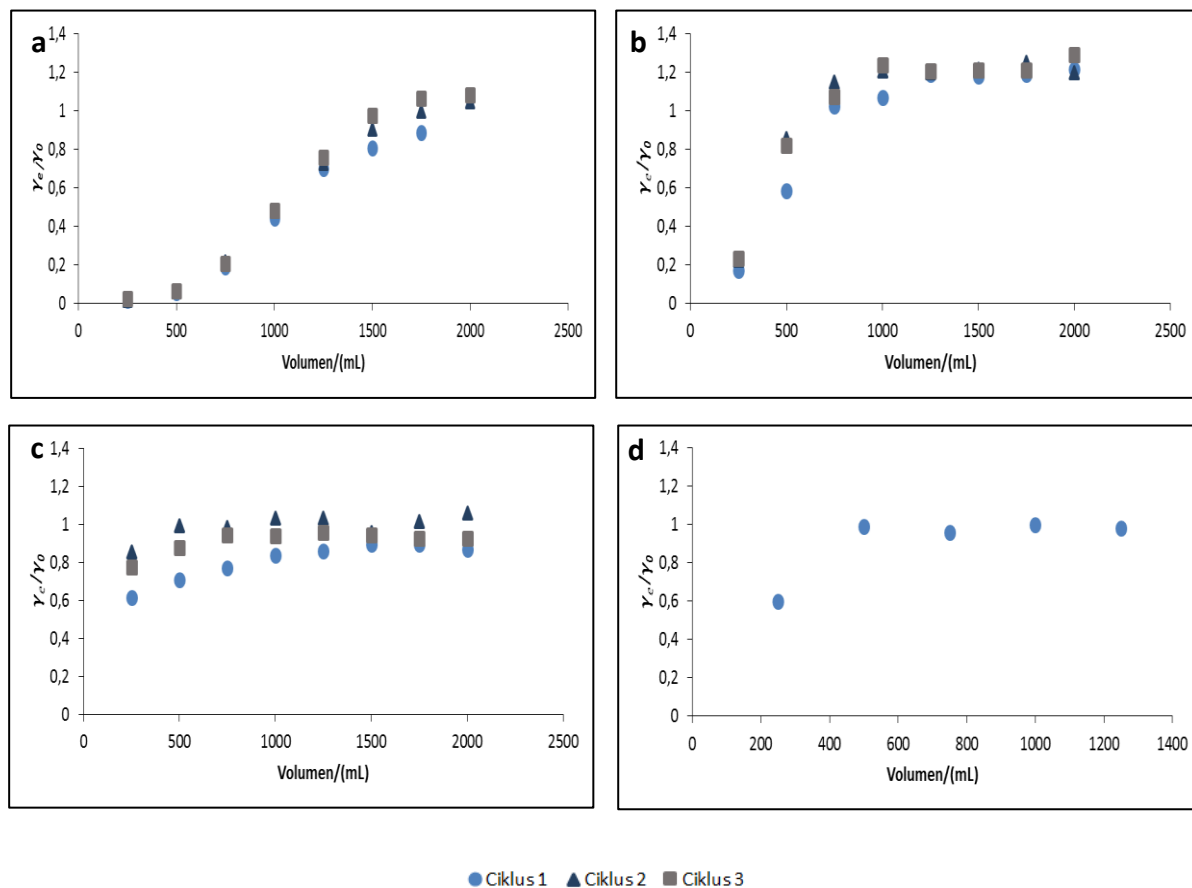 a
1,4
1,2
1
0,8
0,6
0,4
0,2
0
γₑ/γ₀
0 500 1000 1500 2000 2500
Volumen/(mL)
b
1,4
1,2
1
0,8
0,6
0,4
0,2
0
γₑ/γ₀
0 500 1000 1500 2000 2500
Volumen/(mL)
c
1,4
1,2
1
0,8
0,6
0,4
0,2
0
γₑ/γ₀
0 500 1000 1500 2000 2500
Volumen/(mL)
d
1,4
1,2
1
0,8
0,6
0,4
0,2
0
γₑ/γ₀
0 200 400 600 800 1000 1200 1400
Volumen/(mL)
Ciklus 1 Ciklus 2 Ciklus 3